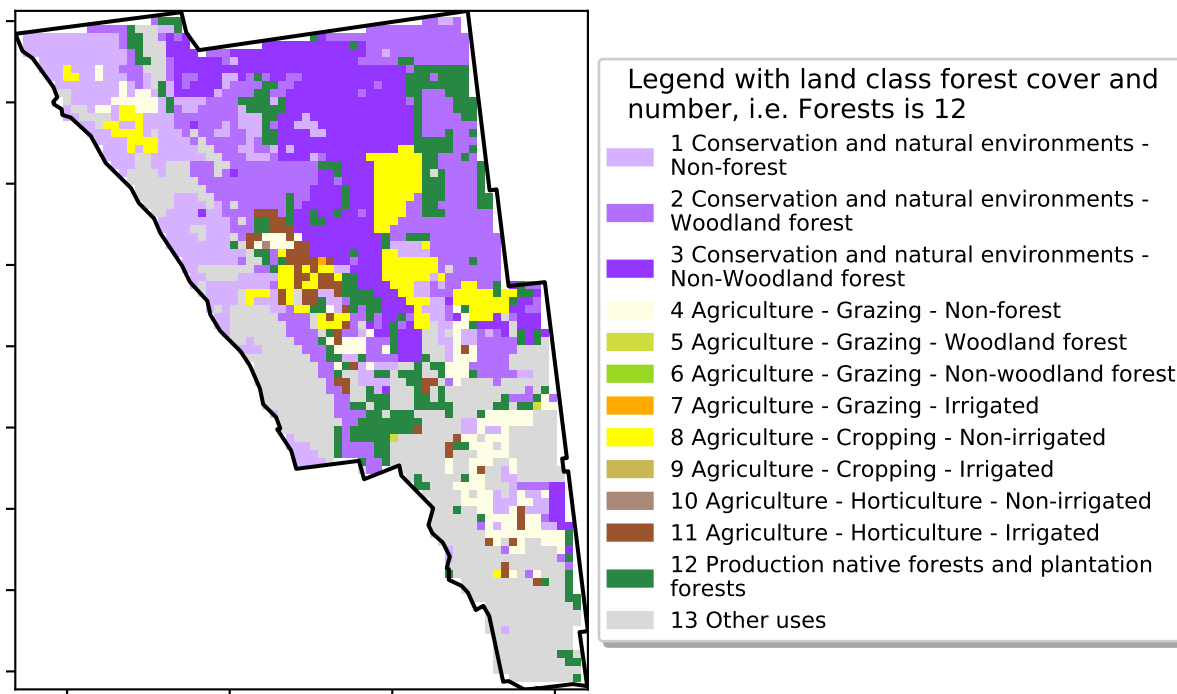 Legend with land class forest cover and
number, i.e. Forests is 12
1 Conservation and natural environments -
Non-forest
2 Conservation and natural environments -
Woodland forest
3 Conservation and natural environments -
Non-Woodland forest
4 Agriculture - Grazing - Non-forest
5 Agriculture - Grazing - Woodland forest
6 Agriculture - Grazing - Non-woodland forest
7 Agriculture - Grazing - Irrigated
8 Agriculture - Cropping - Non-irrigated
9 Agriculture - Cropping - Irrigated
10 Agriculture - Horticulture - Non-irrigated
11 Agriculture - Horticulture - Irrigated
12 Production native forests and plantation
forests
13 Other uses